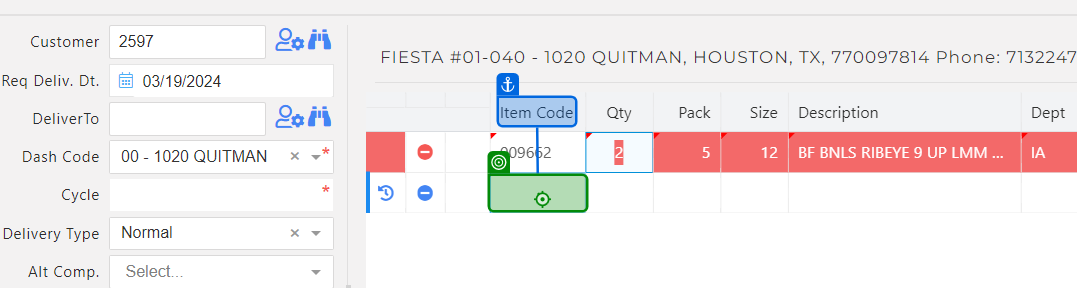 Customer 2597
FIESTA #01-040 - 1020 QUITMAN, HOUSTON, TX, 770097814 Phone: 7132247
Req Deliv. Dt. 03/19/2024
DeliverTo
Item Code Qty Pack Size Description Dept
Dash Code 00 - 1020 QUITMAN × *
009662 2 5 12 BF BNLS RIBEYE 9 UP LMM ... IA
Cycle *
Delivery Type Normal ×
Alt Comp. Select...